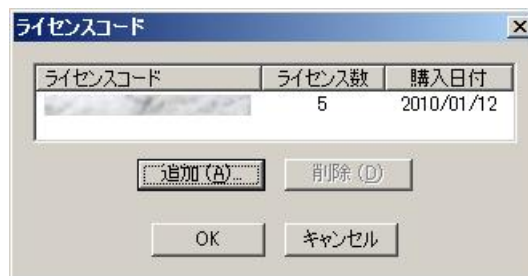 ライセンスコード
ライセンスコード ライセンス数 購入日付
5 2010/01/12
追加(A)... 削除(D)
OK キャンセル